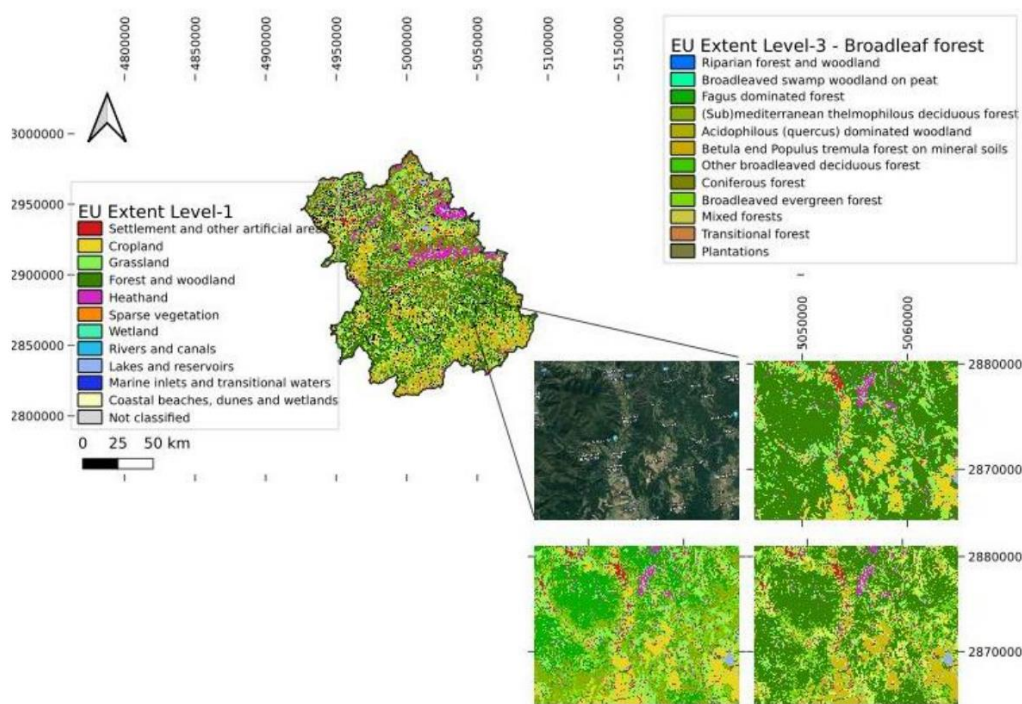 4800000
4850000
4900000
4950000
5000000
5050000
5100000
5150000
EU Extent Level-3 - Broadleaf forest
Riparian forest and woodland
Broadleaved swamp woodland on peat
Fagus dominated forest
(Sub)mediterranean thelmophilous deciduous forest
Acidophilous (quercus) dominated woodland
Betula end Populus tremula forest on mineral soils
Other broadleaved deciduous forest
Coniferous forest
Broadleaved evergreen forest
Mixed forests
Transitional forest
Plantations
3000000
2950000
2900000
2850000
2800000
EU Extent Level-1
Settlement and other artificial areas
Cropland
Grassland
Forest and woodland
Heathand
Sparse vegetation
Wetland
Rivers and canals
Lakes and reservoirs
Marine inlets and transitional waters
Coastal beaches, dunes and wetlands
Not classified
0 25 50 km
5050000
5060000
2880000
2870000
2880000
2870000